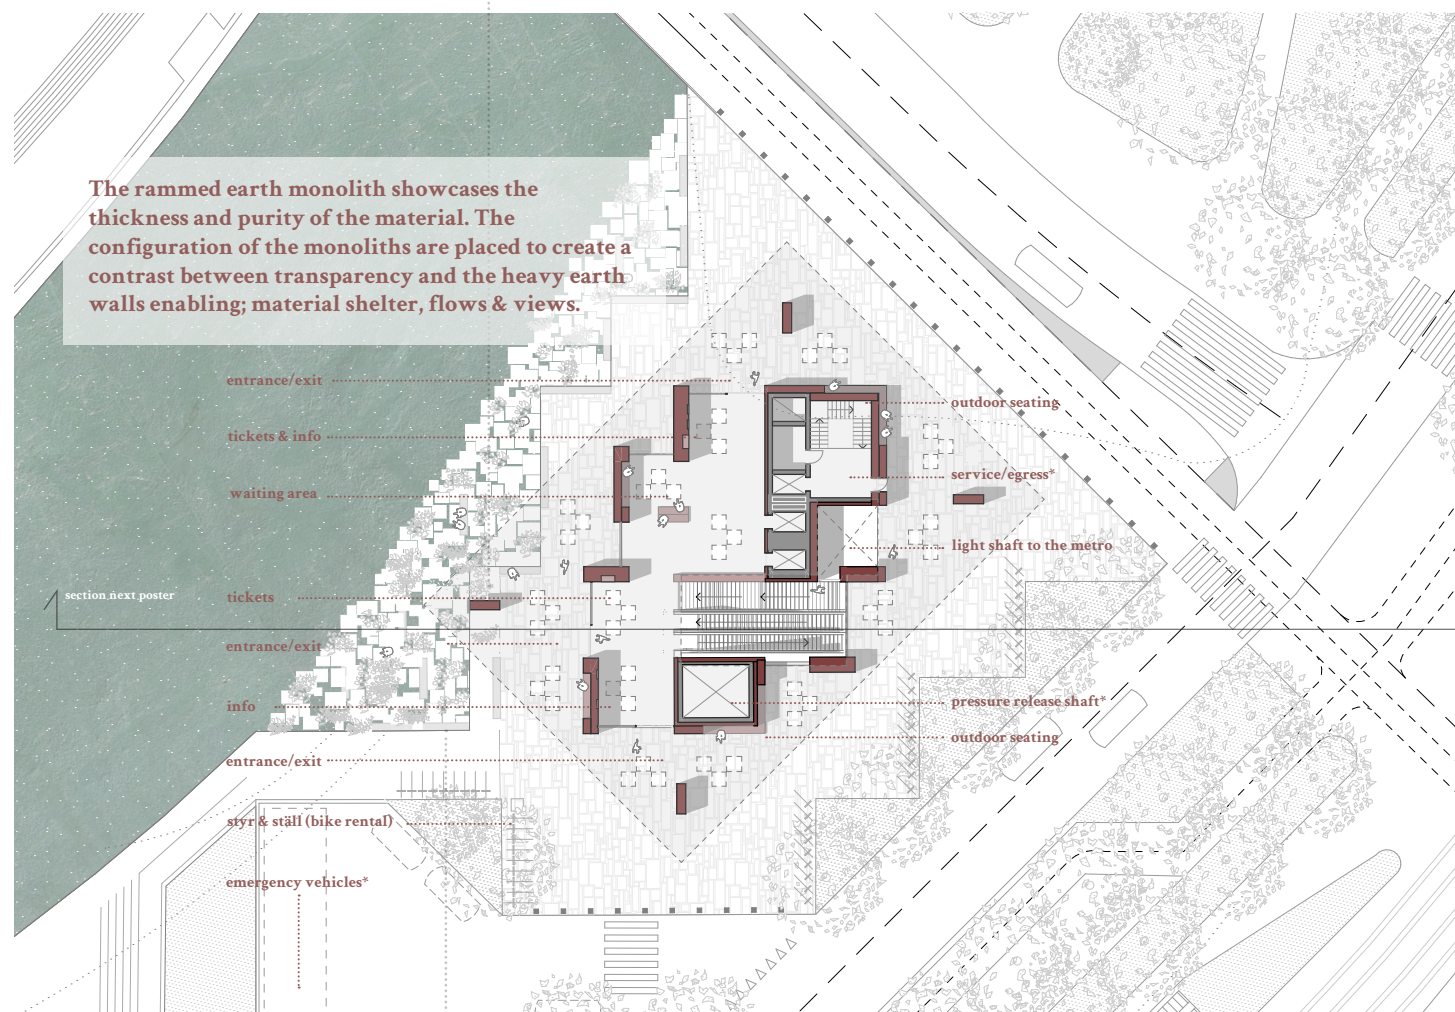 The rammed earth monolith showcases the
thickness and purity of the material. The
configuration of the monoliths are placed to create a
contrast between transparency and the heavy earth
walls enabling; material shelter, flows & views.
entrance/exit
tickets & info
waiting area
section next poster
tickets
entrance/exit
info
entrance/exit
styr & ställ (bike rental)
emergency vehicles*
outdoor seating
service/egress*
light shaft to the metro
pressure release shaft*
outdoor seating